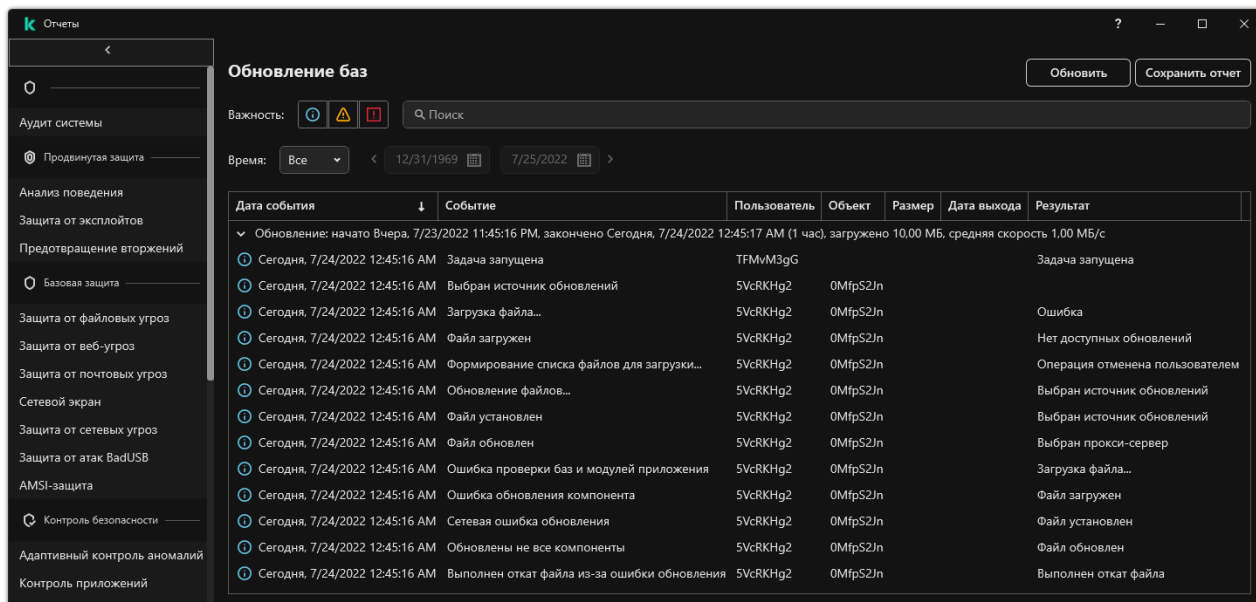 Отчеты
?
Аудит системы
Продвинутая защита
Анализ поведения
Защита от эксплойтов
Предотвращение вторжений
Базовая защита
Защита от файловых угроз
Защита от веб-угроз
Защита от почтовых угроз
Сетевой экран
Защита от сетевых угроз
Защита от атак BadUSB
AMSI-защита
Контроль безопасности
Адаптивный контроль аномалий
Контроль приложений
Обновление баз
Обновить Сохранить отчет
Важность: Поиск
Время: Все 12/31/1969 7/25/2022
Дата события ↓ Событие Пользователь Объект Размер Дата выхода Результат
Обновление: начато Вчера, 7/23/2022 11:45:16 PM, закончено Сегодня, 7/24/2022 12:45:17 AM (1 час), загружено 10,00 МБ, средняя скорость 1,00 МБ/с
Сегодня, 7/24/2022 12:45:16 AM Задача запущена TFMvM3gG Задача запущена
Сегодня, 7/24/2022 12:45:16 AM Выбран источник обновлений 5VcRKHg2 0MfpS2Jn
Сегодня, 7/24/2022 12:45:16 AM Загрузка файла... 5VcRKHg2 0MfpS2Jn Ошибка
Сегодня, 7/24/2022 12:45:16 AM Файл загружен 5VcRKHg2 0MfpS2Jn Нет доступных обновлений
Сегодня, 7/24/2022 12:45:16 AM Формирование списка файлов для загрузки... 5VcRKHg2 0MfpS2Jn Операция отменена пользователем
Сегодня, 7/24/2022 12:45:16 AM Обновление файлов... 5VcRKHg2 0MfpS2Jn Выбран источник обновлений
Сегодня, 7/24/2022 12:45:16 AM Файл установлен 5VcRKHg2 0MfpS2Jn Выбран источник обновлений
Сегодня, 7/24/2022 12:45:16 AM Файл обновлен 5VcRKHg2 0MfpS2Jn Выбран прокси-сервер
Сегодня, 7/24/2022 12:45:16 AM Ошибка проверки баз и модулей приложения 5VcRKHg2 0MfpS2Jn Загрузка файла...
Сегодня, 7/24/2022 12:45:16 AM Ошибка обновления компонента 5VcRKHg2 0MfpS2Jn Файл загружен
Сегодня, 7/24/2022 12:45:16 AM Сетевая ошибка обновления 5VcRKHg2 0MfpS2Jn Файл установлен
Сегодня, 7/24/2022 12:45:16 AM Обновлены не все компоненты 5VcRKHg2 0MfpS2Jn Файл обновлен
Сегодня, 7/24/2022 12:45:16 AM Выполнен откат файла из-за ошибки обновления 5VcRKHg2 0MfpS2Jn Выполнен откат файла